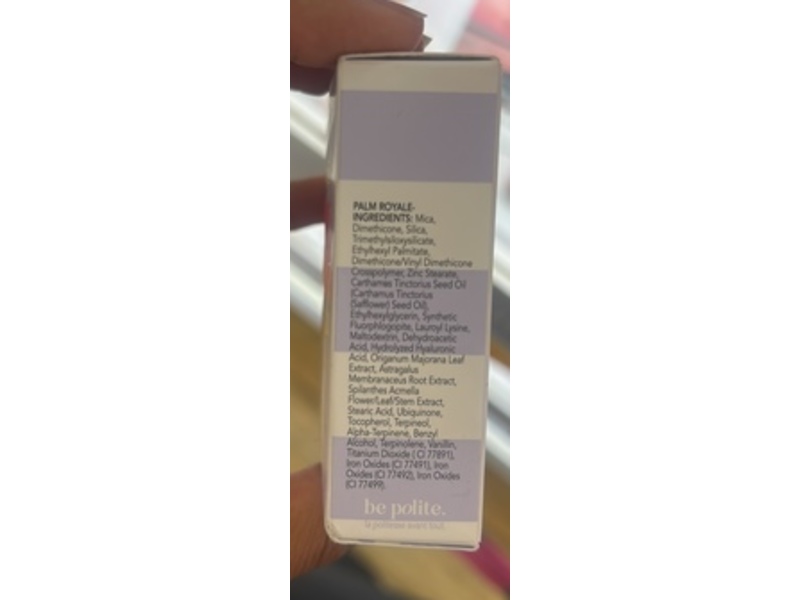 PALM ROYALE-
INGREDIENTS: Mica,
Dimethicone, Silica,
Trimethylsiloxysilicate,
Ethylhexyl Palmitate,
Dimethicone/Vinyl Dimethicone
Crosspolymer, Zinc Stearate,
Carthamus Tinctorius Seed Oil
(Carthamus Tinctorius
(Safflower) Seed Oil),
Ethylhexylglycerin, Synthetic
Fluorphlogopite, Lauroyl Lysine,
Maltodextrin, Dehydroacetic
Acid, Hydrolyzed Hyaluronic
Acid, Origanum Majorana Leaf
Extract, Astragalus
Membranaceus Root Extract,
Spilanthes Acmella
Flower/Leaf/Stem Extract,
Stearic Acid, Ubiquinone,
Tocopherol, Terpineol,
Alpha-Terpinene, Benzyl
Alcohol, Terpinolene, Vanillin,
Titanium Dioxide ( CI 77891),
Iron Oxides (CI 77491), Iron
Oxides (CI 77492), Iron Oxides
(CI 77499).
be polite.
la politesse avant tout.